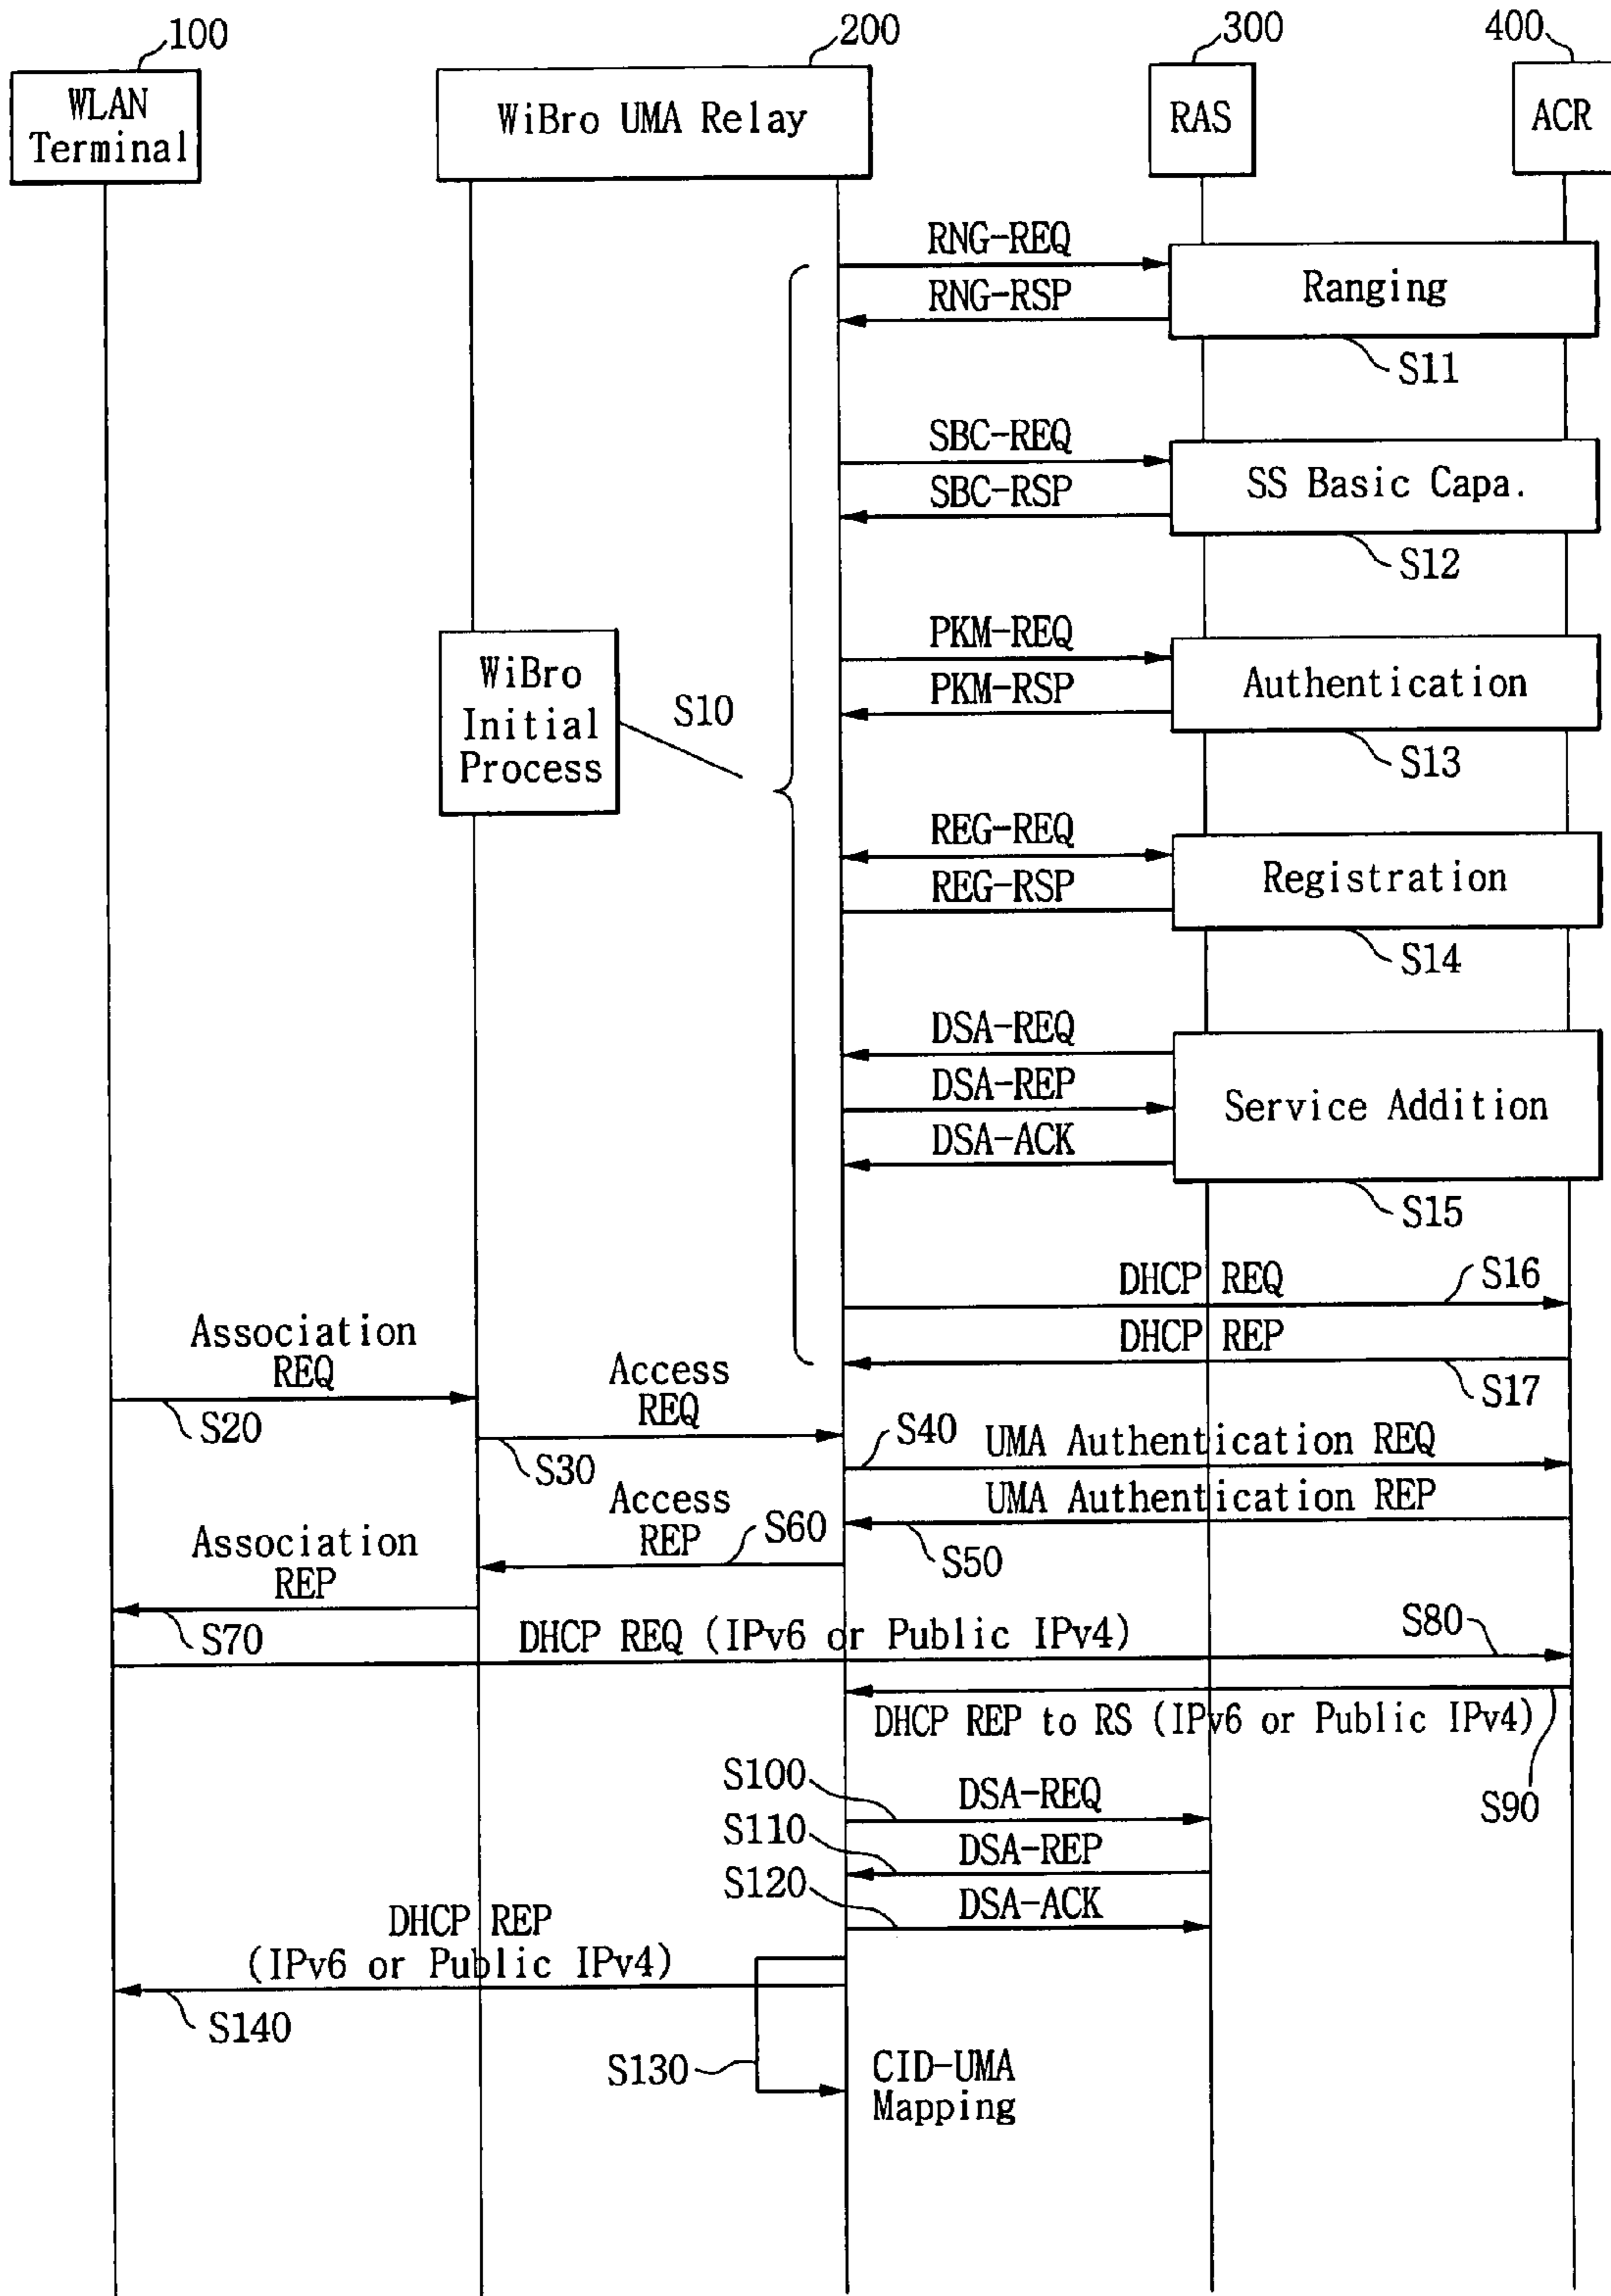 100
200
300
400
WLAN
Terminal
WiBro UMA Relay
RAS
ACR
RNG-REQ
RNG-RSP
Ranging
S11
SBC-REQ
SBC-RSP
SS Basic Capa.
S12
WiBro
Initial
Process
S10
PKM-REQ
PKM-RSP
Authentication
S13
REG-REQ
REG-RSP
Registration
S14
DSA-REQ
DSA-REP
DSA-ACK
Service Addition
S15
DHCP REQ
S16
DHCP REP
S17
Association
REQ
S20
Access
REQ
S30
S40
UMA Authentication REQ
UMA Authentication REP
S50
Access
REP
S60
Association
REP
S70
DHCP REQ (IPv6 or Public IPv4)
S80
DHCP REP to RS (IPv6 or Public IPv4)
S90
S100
DSA-REQ
S110
DSA-REP
S120
DSA-ACK
DHCP REP
(IPv6 or Public IPv4)
S140
S130
CID-UMA
Mapping